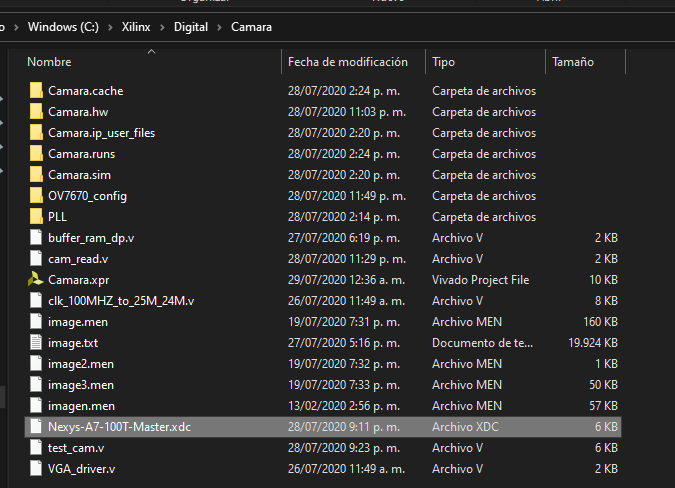 Windows (C:) > Xilinx > Digital > Camara
Nombre Fecha de modificación Tipo Tamaño
Camara.cache 28/07/2020 2:24 p. m. Carpeta de archivos
Camara.hw 28/07/2020 11:03 p. m. Carpeta de archivos
Camara.ip_user_files 28/07/2020 2:20 p. m. Carpeta de archivos
Camara.runs 28/07/2020 2:24 p. m. Carpeta de archivos
Camara.sim 28/07/2020 2:20 p. m. Carpeta de archivos
OV7670_config 28/07/2020 11:49 p. m. Carpeta de archivos
PLL 28/07/2020 2:14 p. m. Carpeta de archivos
buffer_ram_dp.v 27/07/2020 6:19 p. m. Archivo V 2 KB
cam_read.v 28/07/2020 11:29 p. m. Archivo V 2 KB
Camara.xpr 29/07/2020 12:36 a. m. Vivado Project File 10 KB
clk_100MHZ_to_25M_24M.v 26/07/2020 11:49 a. m. Archivo V 8 KB
image.men 19/07/2020 7:31 p. m. Archivo MEN 160 KB
image.txt 27/07/2020 5:16 p. m. Documento de te... 19.924 KB
image2.men 19/07/2020 7:32 p. m. Archivo MEN 1 KB
image3.men 19/07/2020 7:33 p. m. Archivo MEN 50 KB
imagen.men 13/02/2020 2:56 p. m. Archivo MEN 57 KB
Nexys-A7-100T-Master.xdc 28/07/2020 9:11 p. m. Archivo XDC 6 KB
test_cam.v 28/07/2020 9:23 p. m. Archivo V 6 KB
VGA_driver.v 26/07/2020 11:49 a. m. Archivo V 2 KB